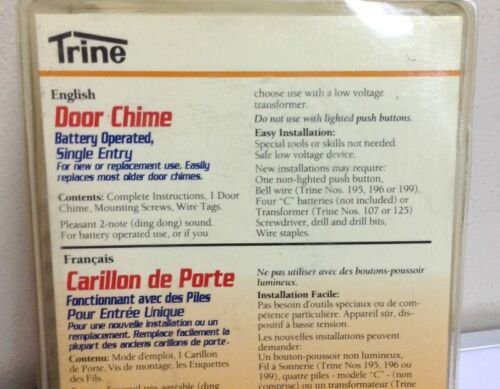 Trine
English
Door Chime
Battery Operated,
Single Entry
For new or replacement use. Easily
replaces most older door chimes.
Contents: Complete Instructions, 1 Door
Chime, Mounting Screws, Wire Tags.
Pleasant 2-note (ding dong) sound.
For battery operated use, or if you
choose use with a low voltage
transformer.
Do not use with lighted push buttons.
Easy Installation:
Special tools or skills not needed.
Safe low voltage device.
New installations may require:
One non-lighted push button,
Bell wire (Trine Nos. 195, 196 or 199),
Four "C" batteries (not included) or
Transformer (Trine Nos. 107 or 125)
Screwdriver, drill and drill bits,
Wire staples.
Français
Carillon de Porte
Fonctionnant avec des Piles
Pour Entrée Unique
Pour une nouvelle installation ou un
remplacement. Remplace facilement la
plupart des anciens carillons de porte.
Contenu: Mode d'emploi, 1 Carillon
de Porte, Vis de montage, les Etiquettes
des Fils.
très agréable (ding
Ne pas utiliser avec des boutons-poussoir
lumineux.
Installation Facile:
Pas besoin d'outils spéciaux ou de com-
pétence particulière. Appareil sûr, dis-
positif à basse tension.
Les nouvelles installations peuvent
demander:
Un bouton-poussoir non lumineux,
Fil à Sonnerie (Trine Nos 195, 196 ou
199), quatre piles - modèle "C" - (non
comprise) ou un transformateur (Trine